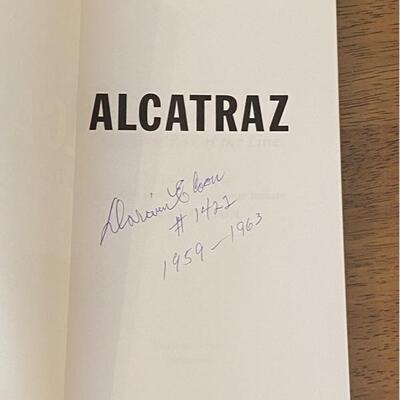 ALCATRAZ
Darwin E. Coon
# 1422
1959 – 1963